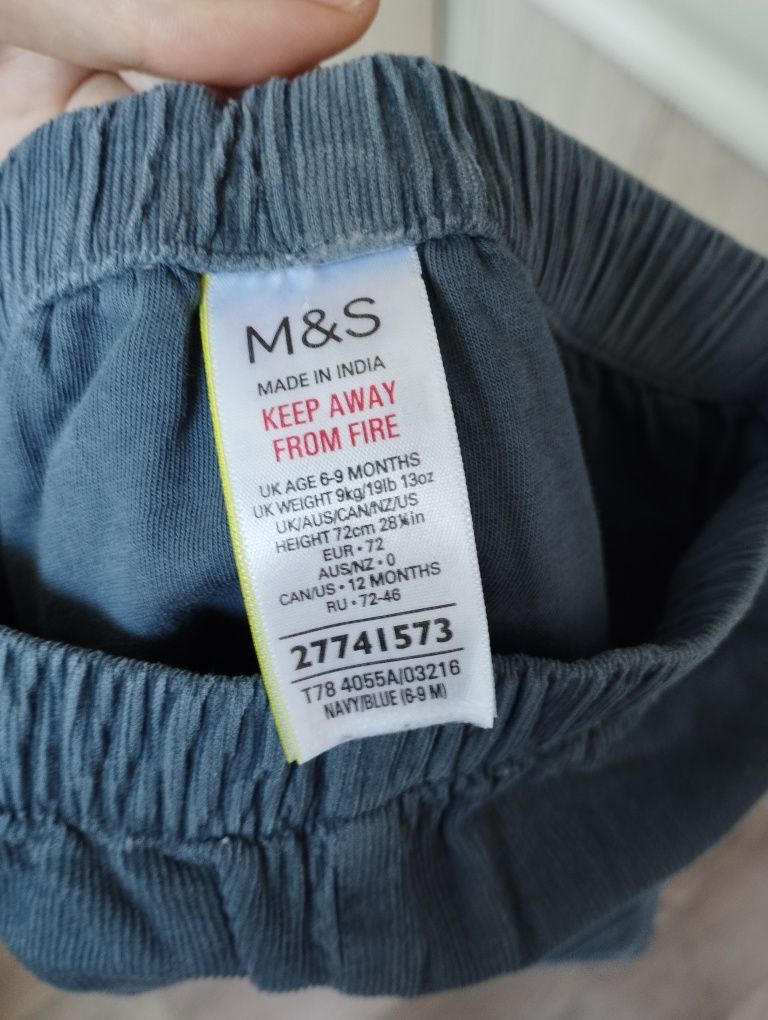 M&S
MADE IN INDIA
KEEP AWAY
FROM FIRE
UK AGE 6-9 MONTHS
UK WEIGHT 9kg/19lb 13oz
UK/AUS/CAN/NZ/US
HEIGHT 72cm 28¼in
EUR • 72
AUS/NZ • 0
CAN/US • 12 MONTHS
RU • 72-46
27741573
T78 4055A/03216
NAVY/BLUE (6-9 M)